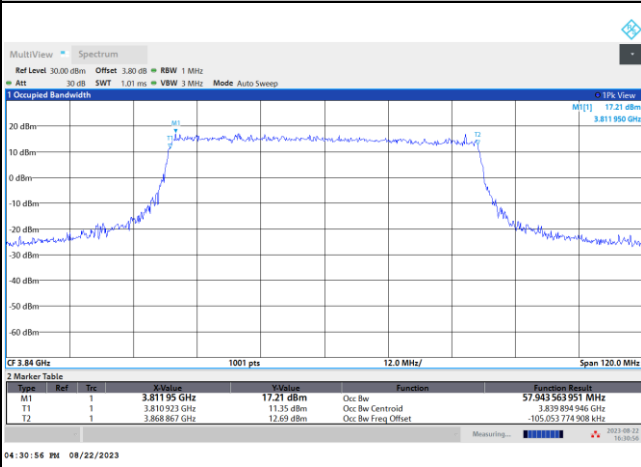 MultiView Spectrum
Ref Level 30.00 dBm Offset 3.80 dB RBW 1 MHz
Att 30 dB SWT 1.01 ms VBW 3 MHz Mode Auto Sweep
1 Occupied Bandwidth 1Pk View
M1[1] 17.21 dBm
3.811 950 GHz
M1
T1
T2
20 dBm
10 dBm
0 dBm
-10 dBm
-20 dBm
-30 dBm
-40 dBm
-50 dBm
-60 dBm
CF 3.84 GHz 1001 pts 12.0 MHz/ Span 120.0 MHz
2 Marker Table
Type Ref Trc X-Value Y-Value Function Function Result
M1 1 3.811 95 GHz 17.21 dBm Occ Bw 57.943 563 951 MHz
T1 1 3.810 923 GHz 11.35 dBm Occ Bw Centroid 3.839 894 946 GHz
T2 1 3.868 867 GHz 12.69 dBm Occ Bw Freq Offset -105.053 774 908 kHz
Measuring... 2023-08-22
16:30:56
04:30:56 PM 08/22/2023